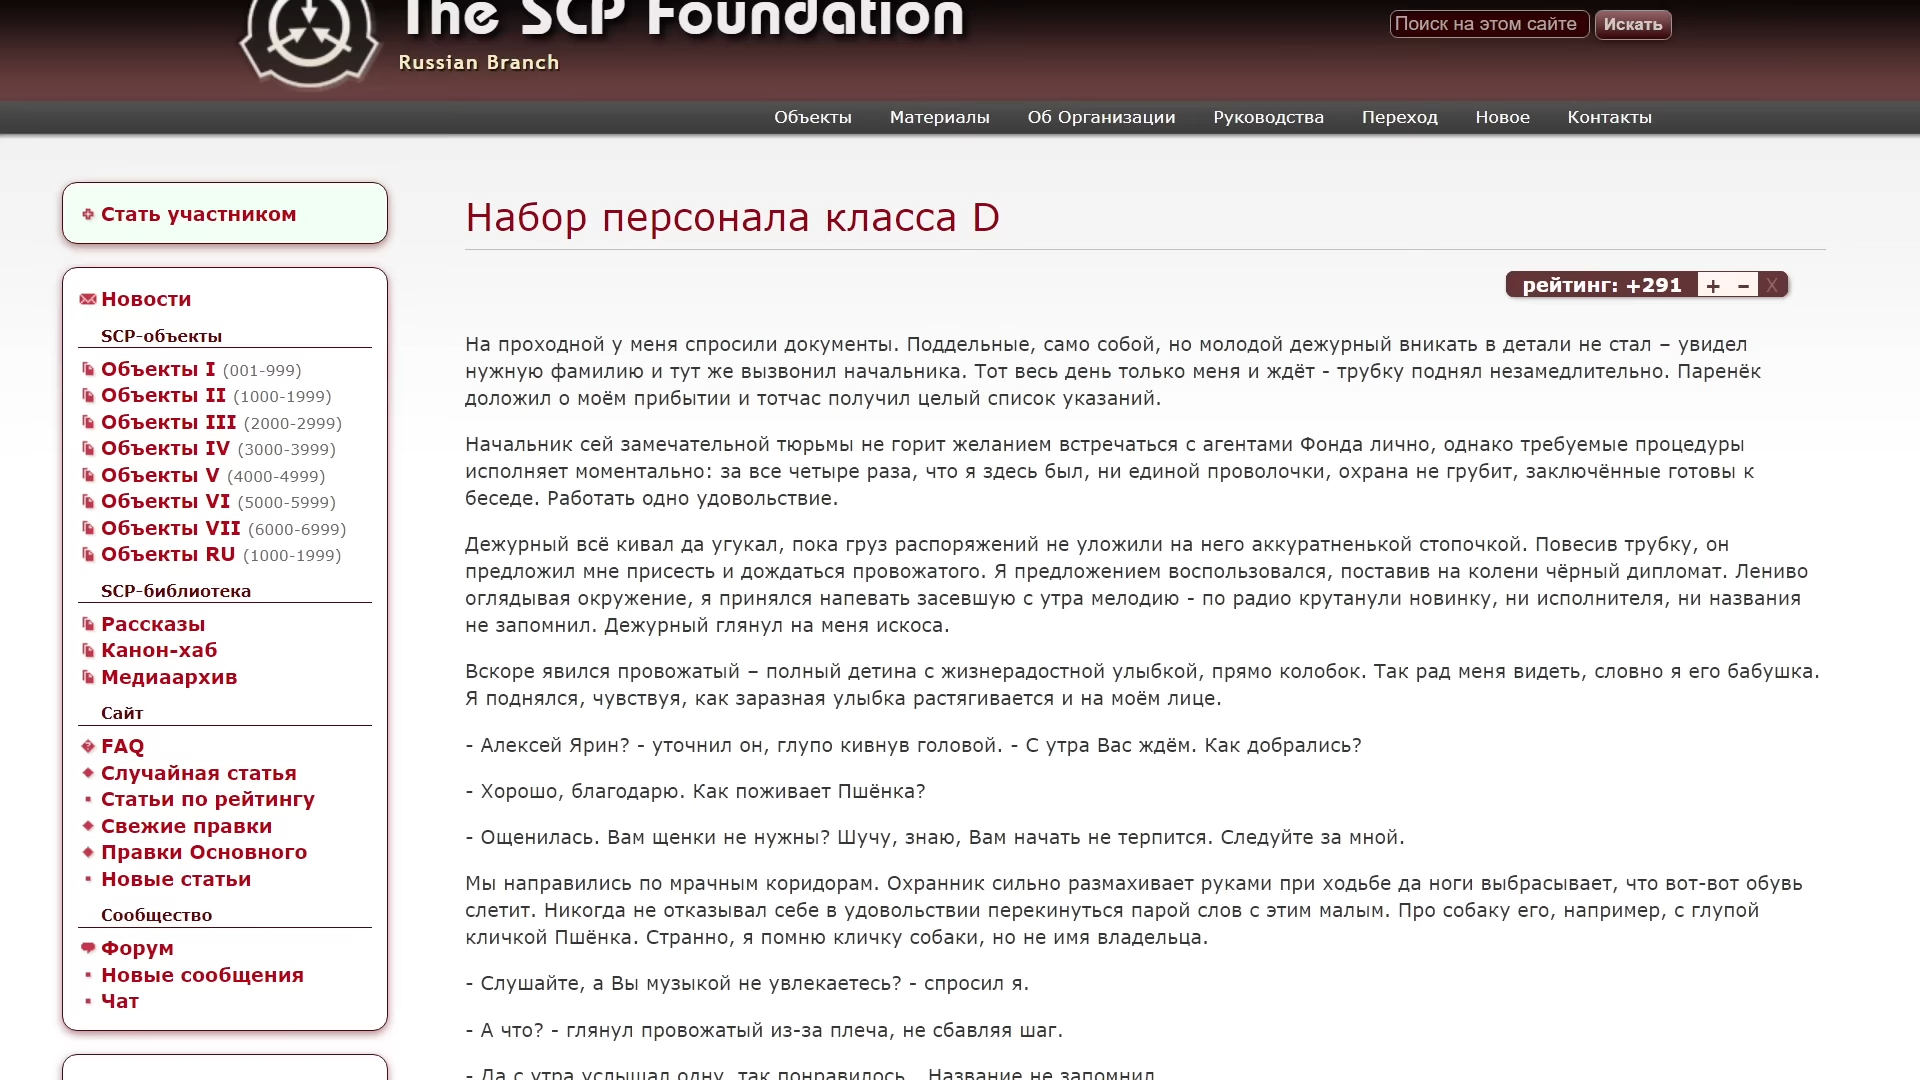 The SCP Foundation
Russian Branch
Поиск на этом сайте
Искать
Объекты
Материалы
Об Организации
Руководства
Переход
Новое
Контакты
Стать участником
Новости
SCP-объекты
Объекты I (001-999)
Объекты II (1000-1999)
Объекты III (2000-2999)
Объекты IV (3000-3999)
Объекты V (4000-4999)
Объекты VI (5000-5999)
Объекты VII (6000-6999)
Объекты RU (1000-1999)
SCP-библиотека
Рассказы
Канон-хаб
Медиаархив
Сайт
FAQ
Случайная статья
Статьи по рейтингу
Свежие правки
Правки Основного
Новые статьи
Сообщество
Форум
Новые сообщения
Чат
Набор персонала класса D
рейтинг: +291 + – X
На проходной у меня спросили документы. Поддельные, само собой, но молодой дежурный вникать в детали не стал – увидел
нужную фамилию и тут же вызвонил начальника. Тот весь день только меня и ждёт - трубку поднял незамедлительно. Паренёк
доложил о моём прибытии и тотчас получил целый список указаний.
Начальник сей замечательной тюрьмы не горит желанием встречаться с агентами Фонда лично, однако требуемые процедуры
исполняет моментально: за все четыре раза, что я здесь был, ни единой проволочки, охрана не грубит, заключённые готовы к
беседе. Работать одно удовольствие.
Дежурный всё кивал да угукал, пока груз распоряжений не уложили на него аккуратненькой стопочкой. Повесив трубку, он
предложил мне присесть и дождаться провожатого. Я предложением воспользовался, поставив на колени чёрный дипломат. Лениво
оглядывая окружение, я принялся напевать засевшую с утра мелодию - по радио крутанули новинку, ни исполнителя, ни названия
не запомнил. Дежурный глянул на меня искоса.
Вскоре явился провожатый – полный детина с жизнерадостной улыбкой, прямо колобок. Так рад меня видеть, словно я его бабушка.
Я поднялся, чувствуя, как заразная улыбка растягивается и на моём лице.
- Алексей Ярин? - уточнил он, глупо кивнув головой. - С утра Вас ждём. Как добрались?
- Хорошо, благодарю. Как поживает Пшёнка?
- Ощенилась. Вам щенки не нужны? Шучу, знаю, Вам начать не терпится. Следуйте за мной.
Мы направились по мрачным коридорам. Охранник сильно размахивает руками при ходьбе да ноги выбрасывает, что вот-вот обувь
слетит. Никогда не отказывал себе в удовольствии перекинуться парой слов с этим малым. Про собаку его, например, с глупой
кличкой Пшёнка. Странно, я помню кличку собаки, но не имя владельца.
- Слушайте, а Вы музыкой не увлекаетесь? - спросил я.
- А что? - глянул провожатый из-за плеча, не сбавляя шаг.
- Да с утра услышал одну, так понравилось… Название не запомнил.